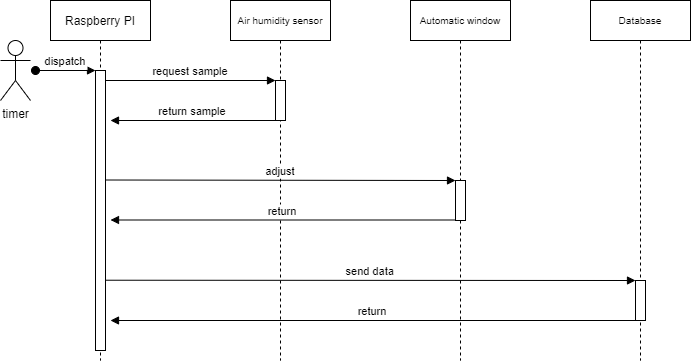 Raspberry PI
Air humidity sensor
Automatic window
Database
dispatch
timer
request sample
return sample
adjust
return
send data
return